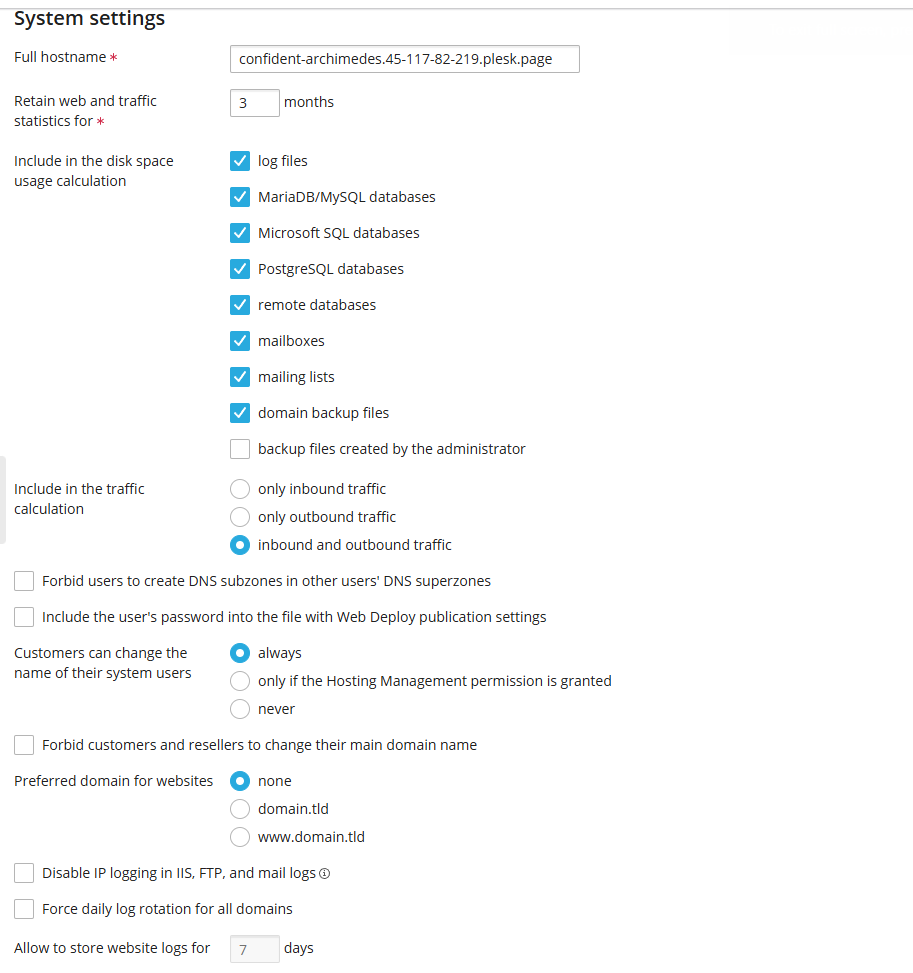 System settings
Full hostname *
confident-archimedes.45-117-82-219.plesk.page
Retain web and traffic
statistics for *
3 months
Include in the disk space
usage calculation
log files
MariaDB/MySQL databases
Microsoft SQL databases
PostgreSQL databases
remote databases
mailboxes
mailing lists
domain backup files
backup files created by the administrator
Include in the traffic
calculation
only inbound traffic
only outbound traffic
inbound and outbound traffic
Forbid users to create DNS subzones in other users' DNS superzones
Include the user's password into the file with Web Deploy publication settings
Customers can change the
name of their system users
always
only if the Hosting Management permission is granted
never
Forbid customers and resellers to change their main domain name
Preferred domain for websites
none
domain.tld
www.domain.tld
Disable IP logging in IIS, FTP, and mail logs
Force daily log rotation for all domains
Allow to store website logs for 7 days